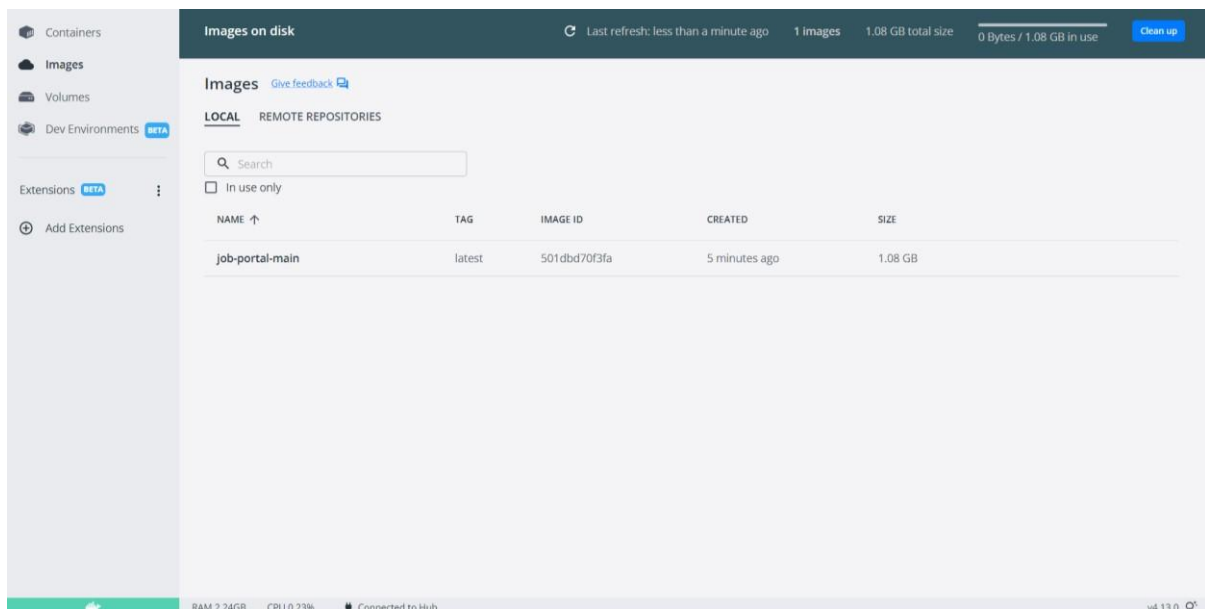 Containers
Images
Volumes
Dev Environments BETA
Extensions BETA
Add Extensions
Images on disk
Last refresh: less than a minute ago
1 images
1.08 GB total size
0 Bytes / 1.08 GB in use
Clean up
Images Give feedback
LOCAL REMOTE REPOSITORIES
Search
In use only
NAME TAG IMAGE ID CREATED SIZE
job-portal-main latest 501dbd70f3fa 5 minutes ago 1.08 GB
RAM 2.24GB CPU 0.23% Connected to Hub v4.13.0